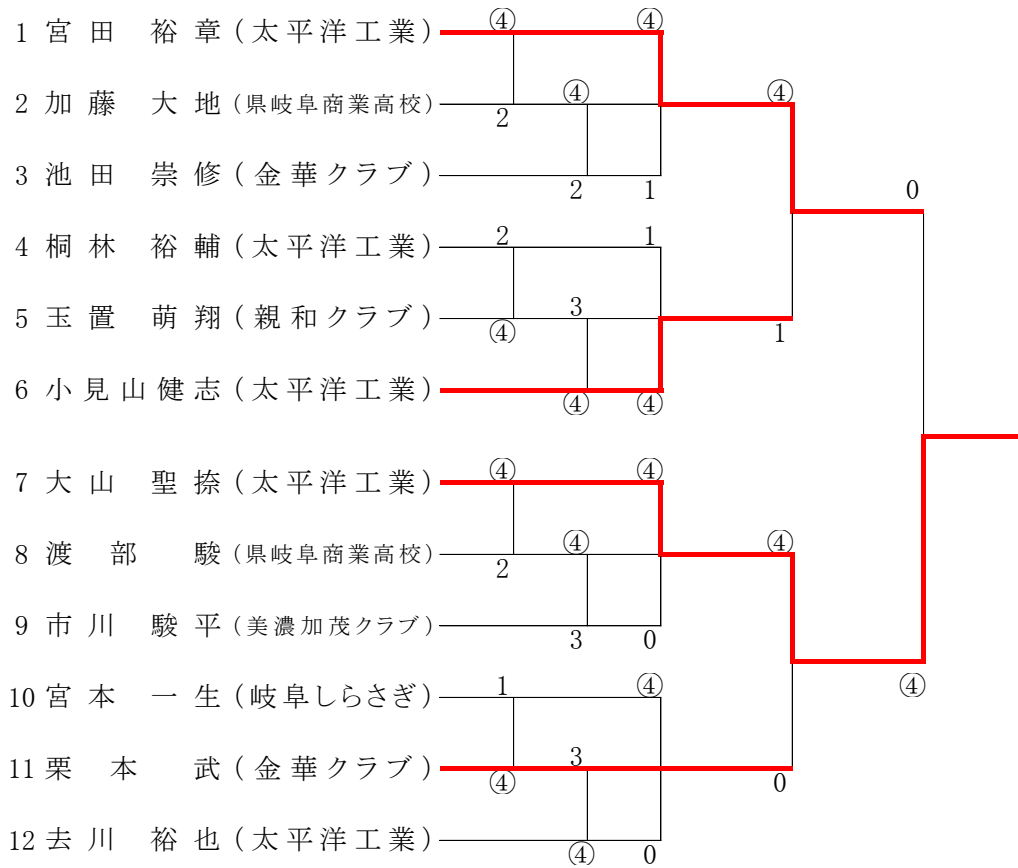 ④ ④
1 宮田 裕章 (太平洋工業)
④ ④
2 加藤 大地 (県岐阜商業高校)
2
3 池田 崇修 (金華クラブ)
2 1 0
2 1
4 桐林 裕輔 (太平洋工業)
3
5 玉置 萌翔 (親和クラブ)
④ 1
6 小見山健志 (太平洋工業)
④ ④
④ ④
7 大山 聖捺 (太平洋工業)
④ ④
8 渡部 駿 (県岐阜商業高校)
2
9 市川 駿平 (美濃加茂クラブ)
3 0
1 ④ ④
10 宮本 一生 (岐阜しらさぎ)
3
11 栗本 武 (金華クラブ)
④ 0
12 去川 裕也 (太平洋工業)
④ 0